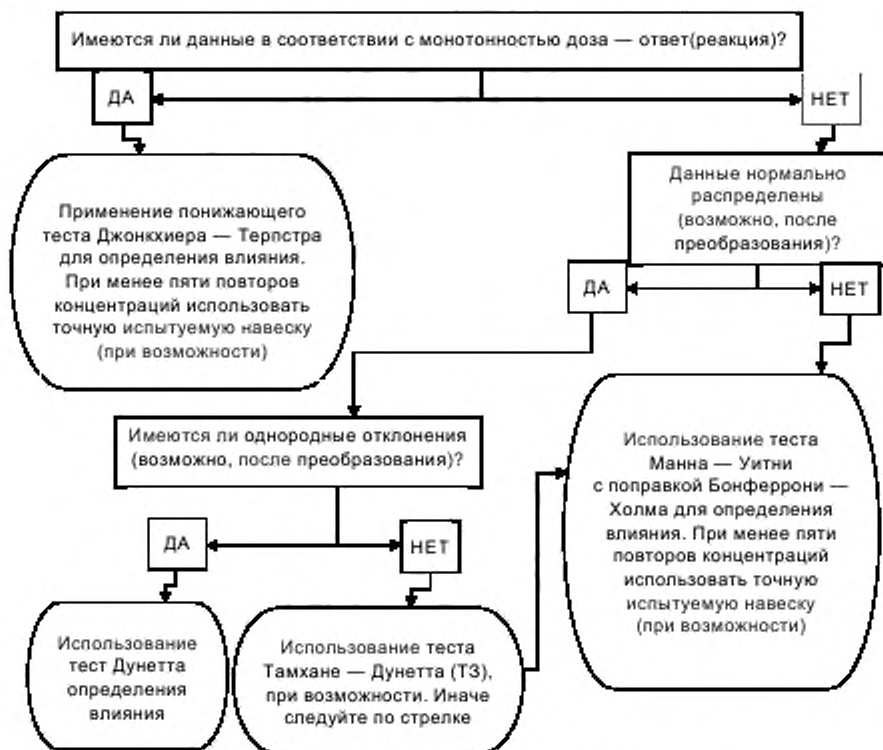 Имеются ли данные в соответствии с монотонностью доза — ответ(реакция)?
ДА
НЕТ
Применение понижающего
теста Джонкхиера — Терпстра
для определения влияния.
При менее пяти повторов
концентраций использовать
точную испытуемую навеску
(при возможности)
Данные нормально
распределены
(возможно, после
преобразования)?
ДА
НЕТ
Имеются ли однородные отклонения
(возможно, после преобразования)?
ДА
НЕТ
Использование теста
Манна — Уитни
с поправкой Бонферрони —
Холма для определения
влияния. При менее пяти
повторов концентраций
использовать точную
испытуемую навеску
(при возможности)
Использование
тест Дунетта
определения
влияния
Использование теста
Тамхане — Дунетта (Т3),
при возможности. Иначе
следуйте по стрелке